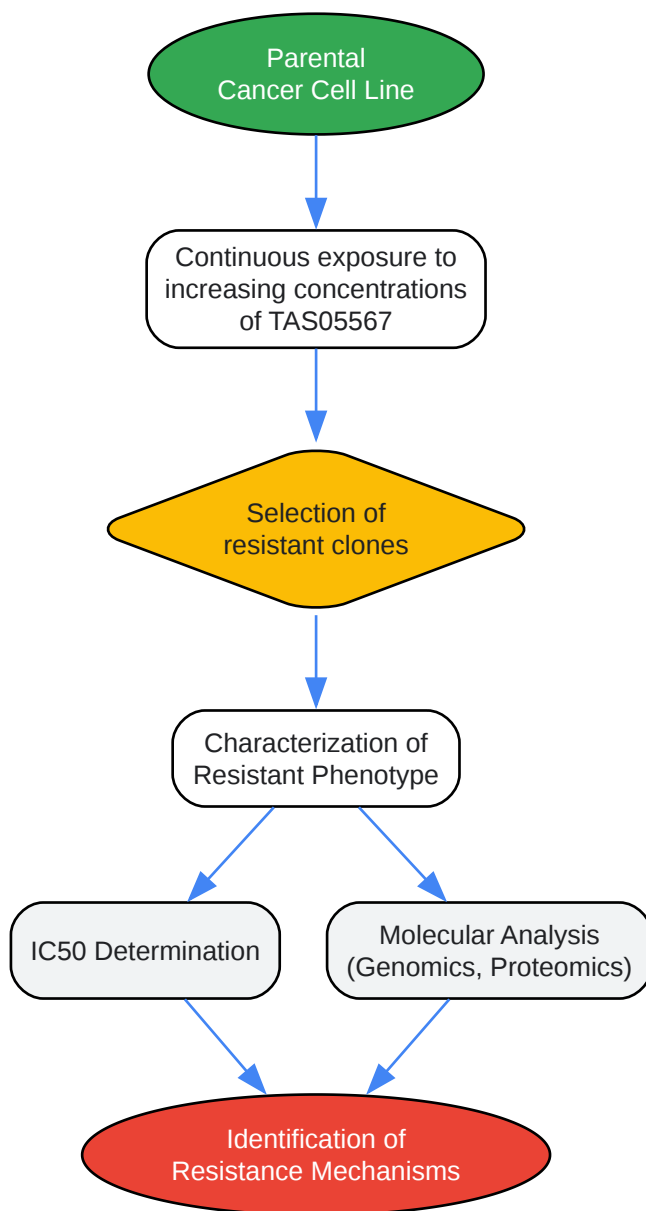 Parental
Cancer Cell Line
Continuous exposure to
increasing concentrations
of TAS05567
Selection of
resistant clones
Characterization of
Resistant Phenotype
IC50 Determination
Molecular Analysis
(Genomics, Proteomics)
Identification of
Resistance Mechanisms